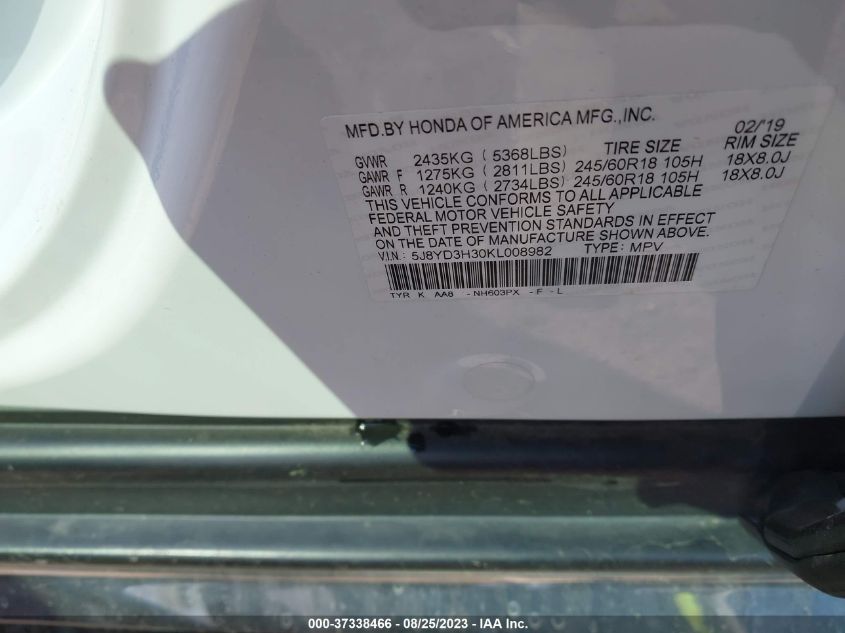 MFD.BY HONDA OF AMERICA MFG.,INC. 02/'19
GVWR 2435KG ( 5368LBS) TIRE SIZE RIM SIZE
GAWR F 1275KG ( 2811LBS) 245/60R18 105H 18X8.0J
GAWR R 1240KG ( 2734LBS) 245/60R18 105H 18X8.0J
THIS VEHICLE CONFORMS TO ALL APPLICABLE
FEDERAL MOTOR VEHICLE SAFETY
AND THEFT PREVENTION STANDARDS IN EFFECT
ON THE DATE OF MANUFACTURE SHOWN ABOVE.
V.I.N.: 5J8YD3H30KL008982 TYPE: MPV
TYR K AA8 -NH603PX -F -L
000-37338466 - 08/25/2023 - IAA Inc.